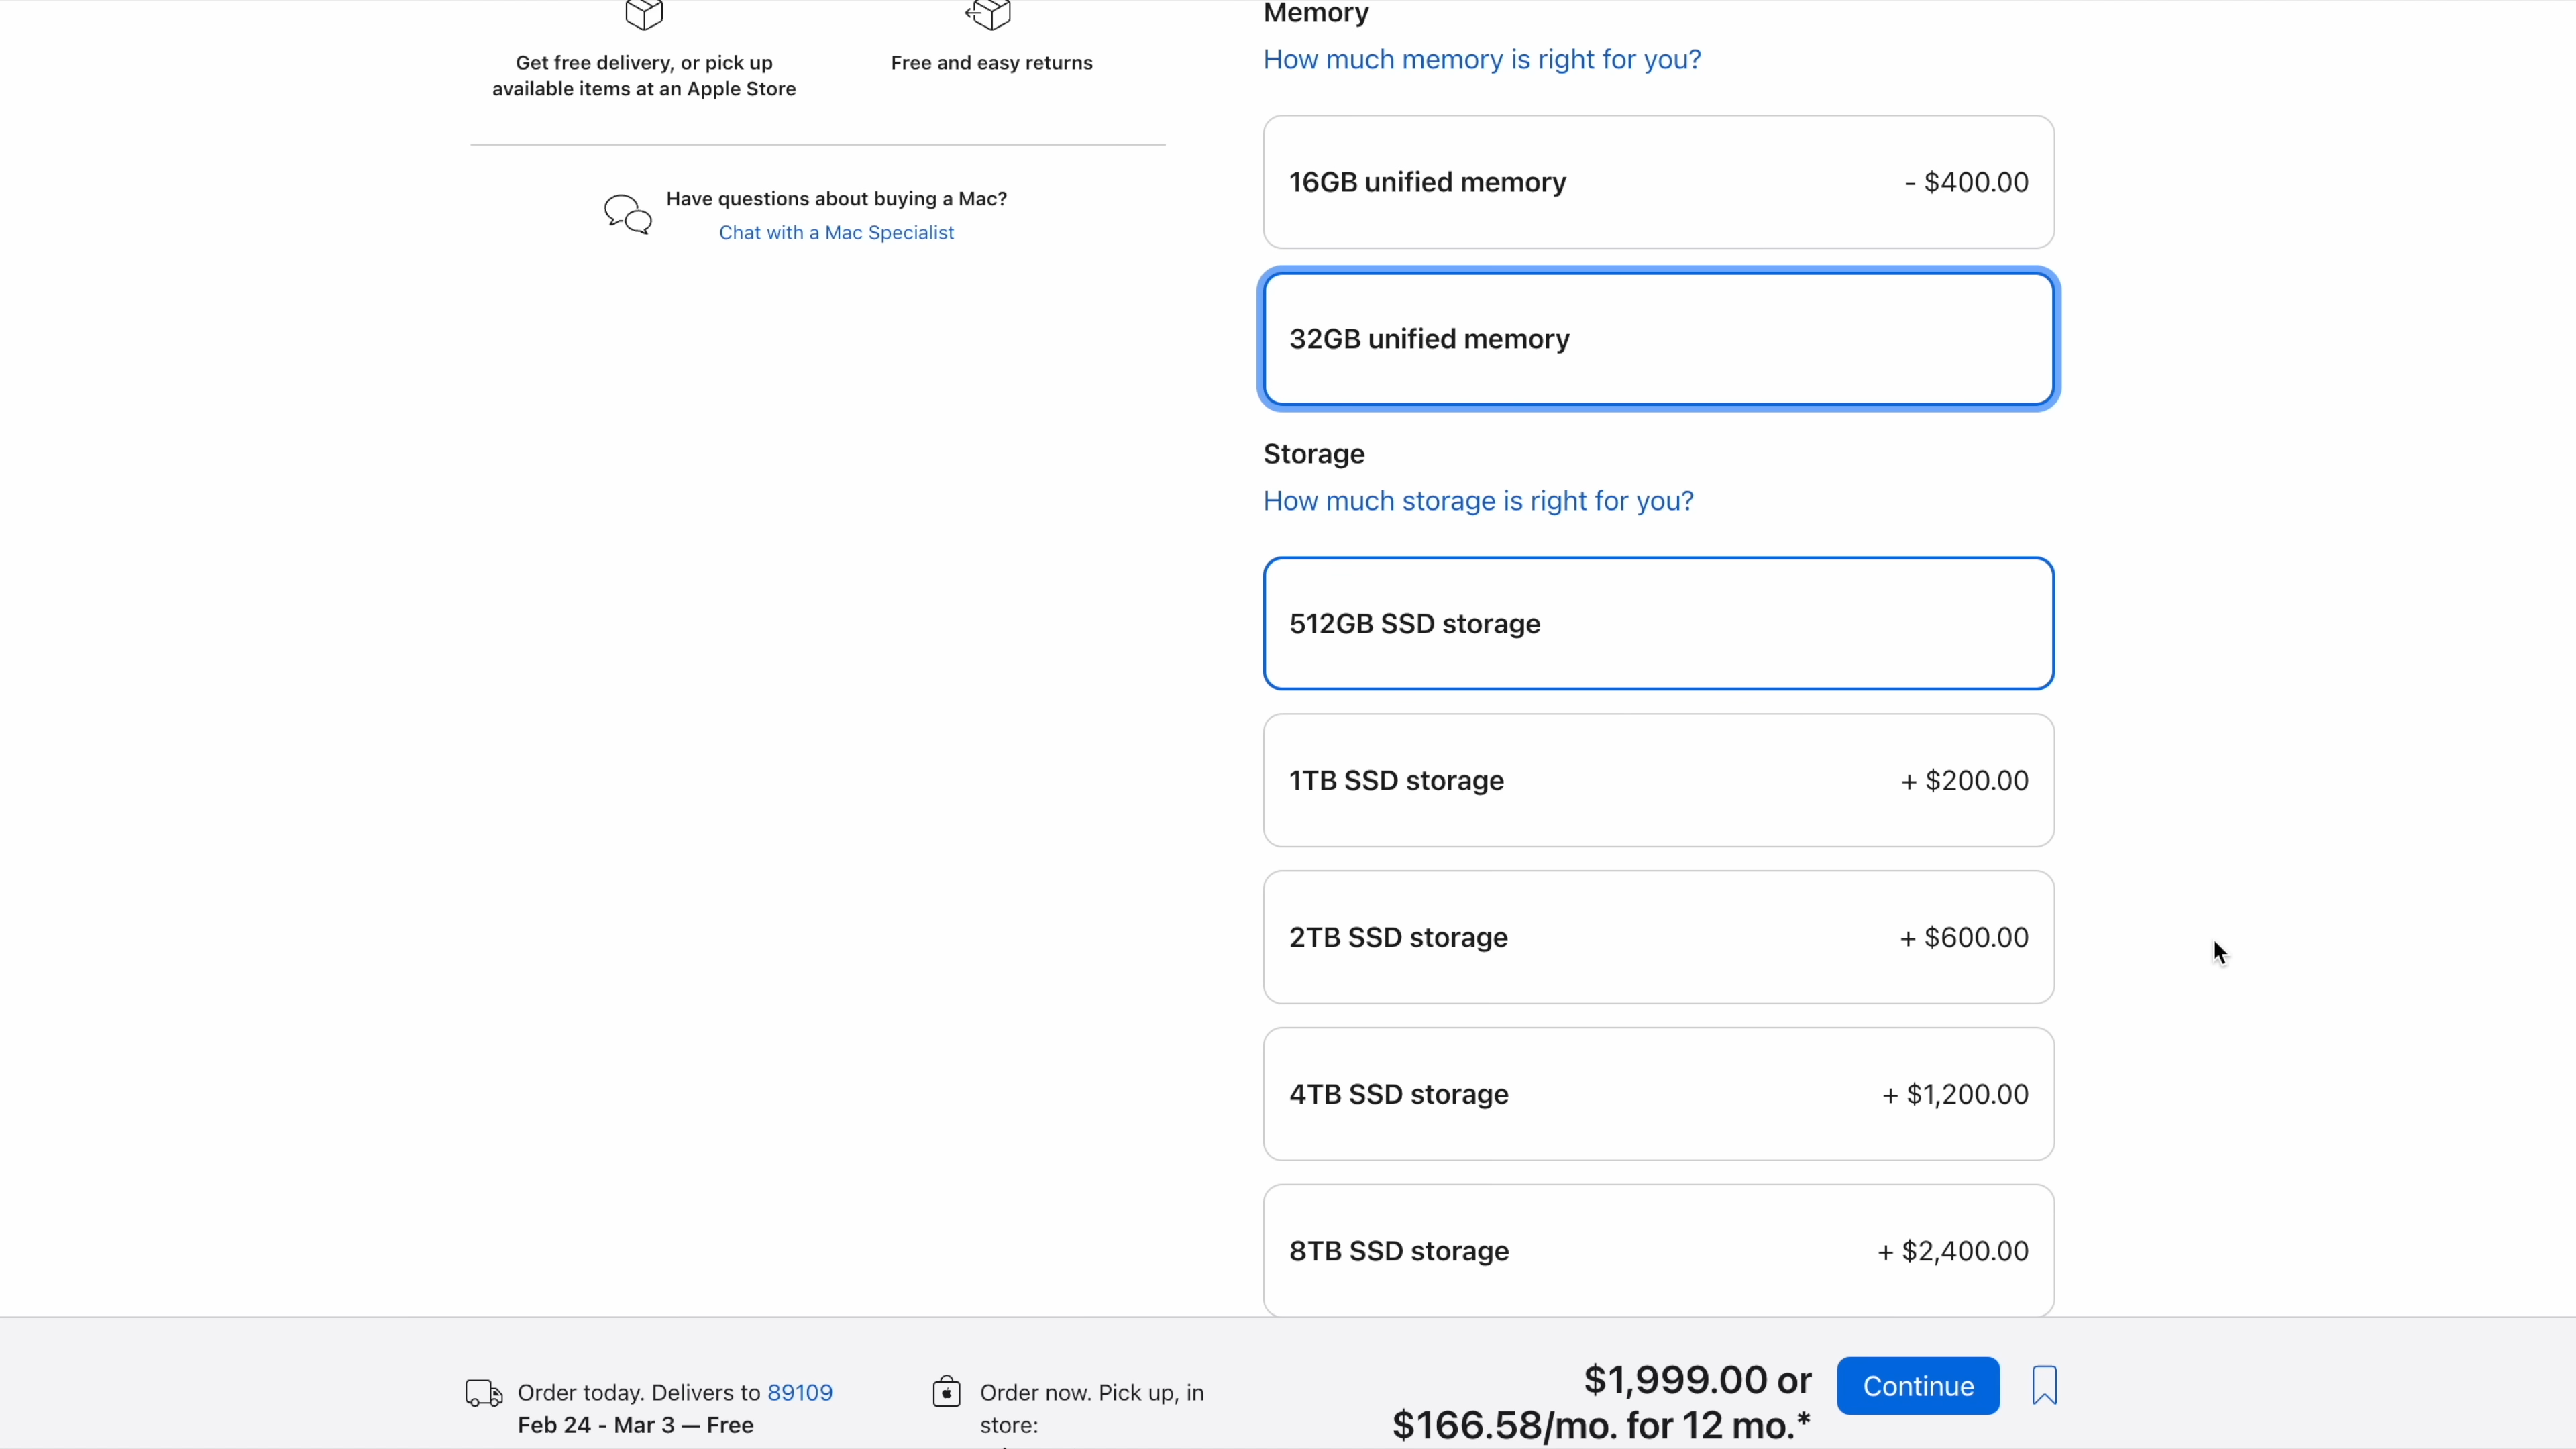 Get free delivery, or pick up
available items at an Apple Store
Free and easy returns
Have questions about buying a Mac?
Chat with a Mac Specialist
Memory
How much memory is right for you?
16GB unified memory
- $400.00
32GB unified memory
Storage
How much storage is right for you?
512GB SSD storage
1TB SSD storage
+ $200.00
2TB SSD storage
+ $600.00
4TB SSD storage
+ $1,200.00
8TB SSD storage
+ $2,400.00
Order today. Delivers to 89109
Feb 24 - Mar 3 — Free
Order now. Pick up, in
store:
$1,999.00 or
$166.58/mo. for 12 mo.*
Continue